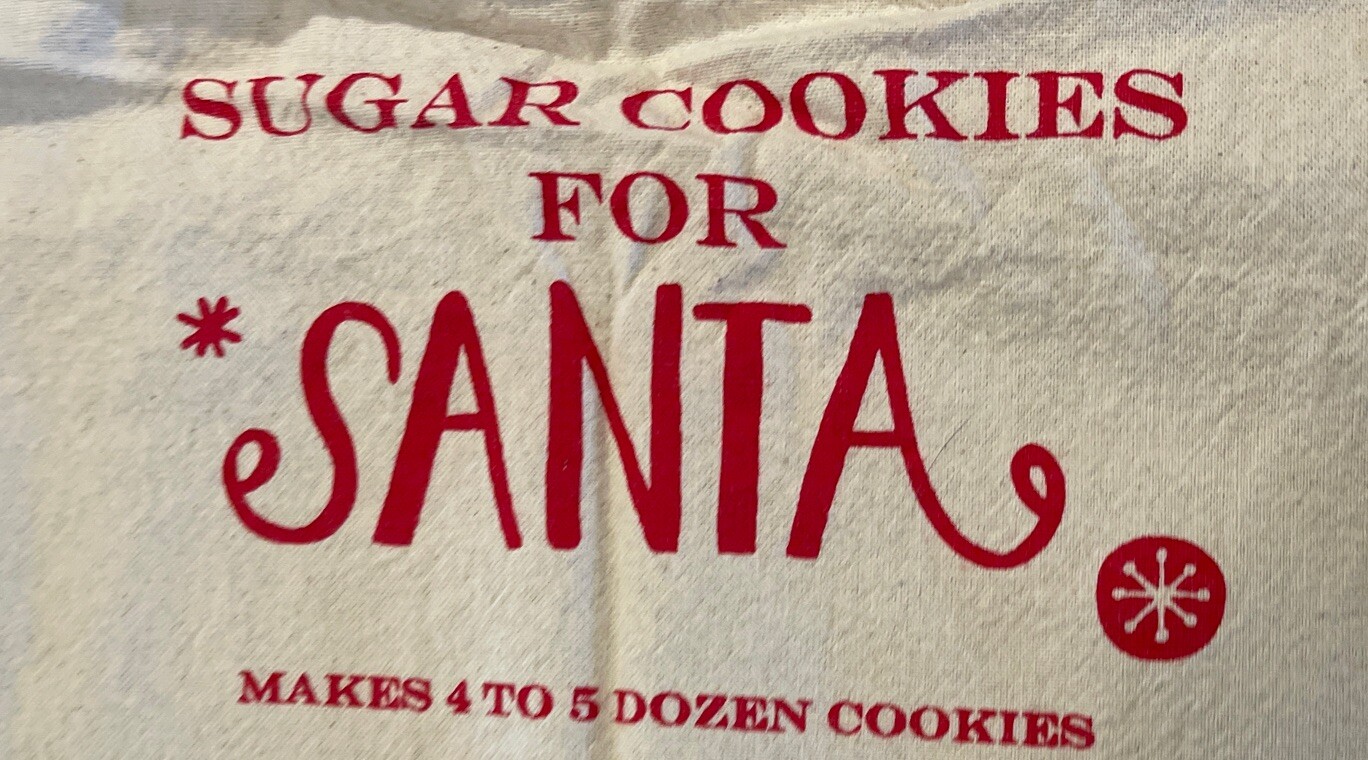 SUGAR COOKIES
FOR
SANTA
MAKES 4 TO 5 DOZEN COOKIES